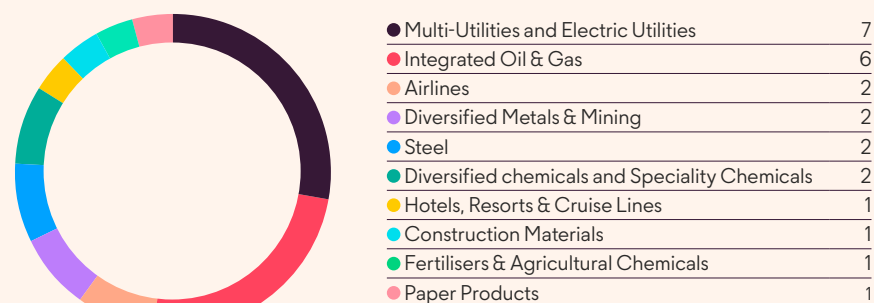 Multi-Utilities and Electric Utilities 7
Integrated Oil & Gas 6
Airlines 2
Diversified Metals & Mining 2
Steel 2
Diversified chemicals and Speciality Chemicals 2
Hotels, Resorts & Cruise Lines 1
Construction Materials 1
Fertilisers & Agricultural Chemicals 1
Paper Products 1